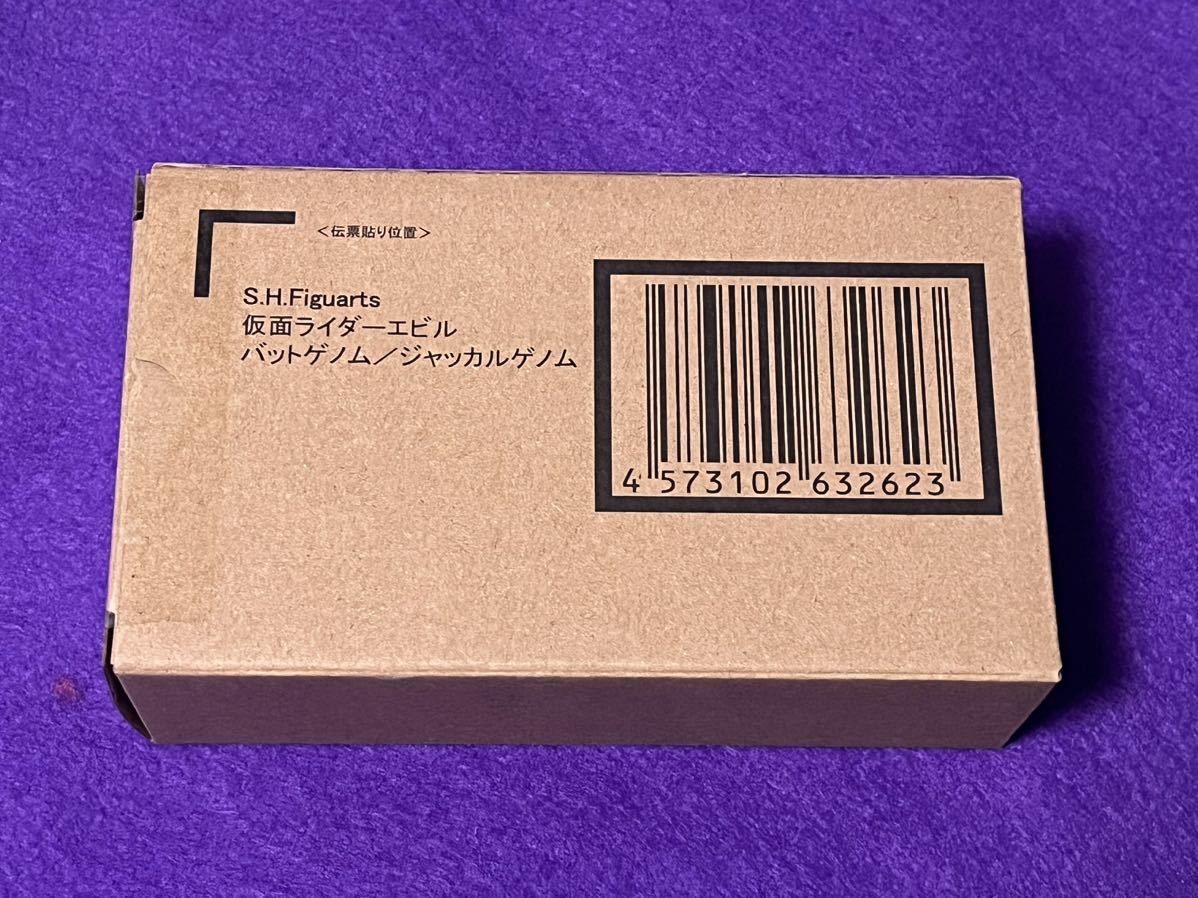 <伝票貼り位置>
S.H.Figuarts
仮面ライダーエビル
バットゲノム／ジャッカルゲノム
4 573102 632623